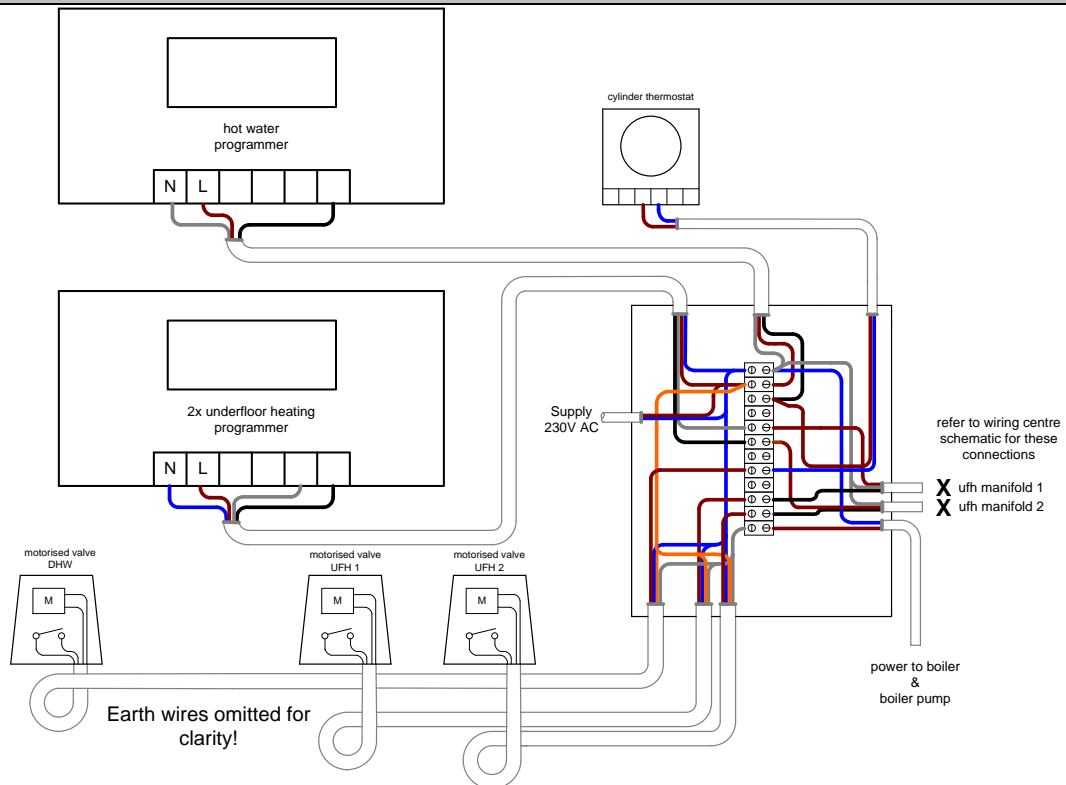 hot water
programmer
N L
cylinder thermostat
2x underfloor heating
programmer
N L
Supply
230V AC
refer to wiring centre
schematic for these
connections
X ufh manifold 1
X ufh manifold 2
motorised valve
DHW
M
motorised valve
UFH 1
M
motorised valve
UFH 2
M
power to boiler
&
boiler pump
Earth wires omitted for
clarity!